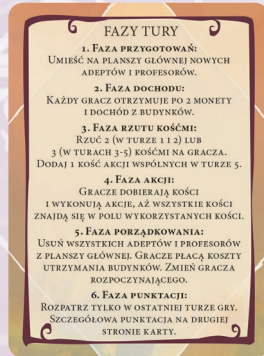 FAZY TURY
1. FAZA PRZYGOTOWAŃ:
UMIEŚĆ NA PLANSZY GŁÓWNEJ NOWYCH
ADEPTÓW I PROFESORÓW.
2. FAZA DOCHODU:
KAŻDY GRACZ OTRZYMUJE PO 2 MONETY
I DOCHÓD Z BUDYNKÓW.
3. FAZA RZUTU KOŚĆMI:
RZUĆ 2 (W TURZE 1 I 2) LUB
3 (W TURACH 3-5) KOŚĆMI NA GRACZA.
DODAJ 1 KOŚĆ AKCJI WSPÓLNYCH W TURZE 5.
4. FAZA AKCJI:
GRACZE DOBIERAJĄ KOŚCI
I WYKONUJĄ AKCJE, AŻ WSZYSTKIE KOŚCI
ZNAJDĄ SIĘ W POLU WYKORZYSTANYCH KOŚCI.
5. FAZA PORZĄDKOWANIA:
USUŃ WSZYSTKICH ADEPTÓW I PROFESORÓW
Z PLANSZY GŁÓWNEJ. GRACZE PŁACĄ KOSZTY
UTRZYMANIA BUDYNKÓW. ZMIEŃ GRACZA
ROZPOCZYNAJĄCEGO.
6. FAZA PUNKTACJI:
ROZPATRZ TYLKO W OSTATNIEJ TURZE GRY.
SZCZEGÓŁOWA PUNKTACJA NA DRUGIEJ
STRONIE KARTY.